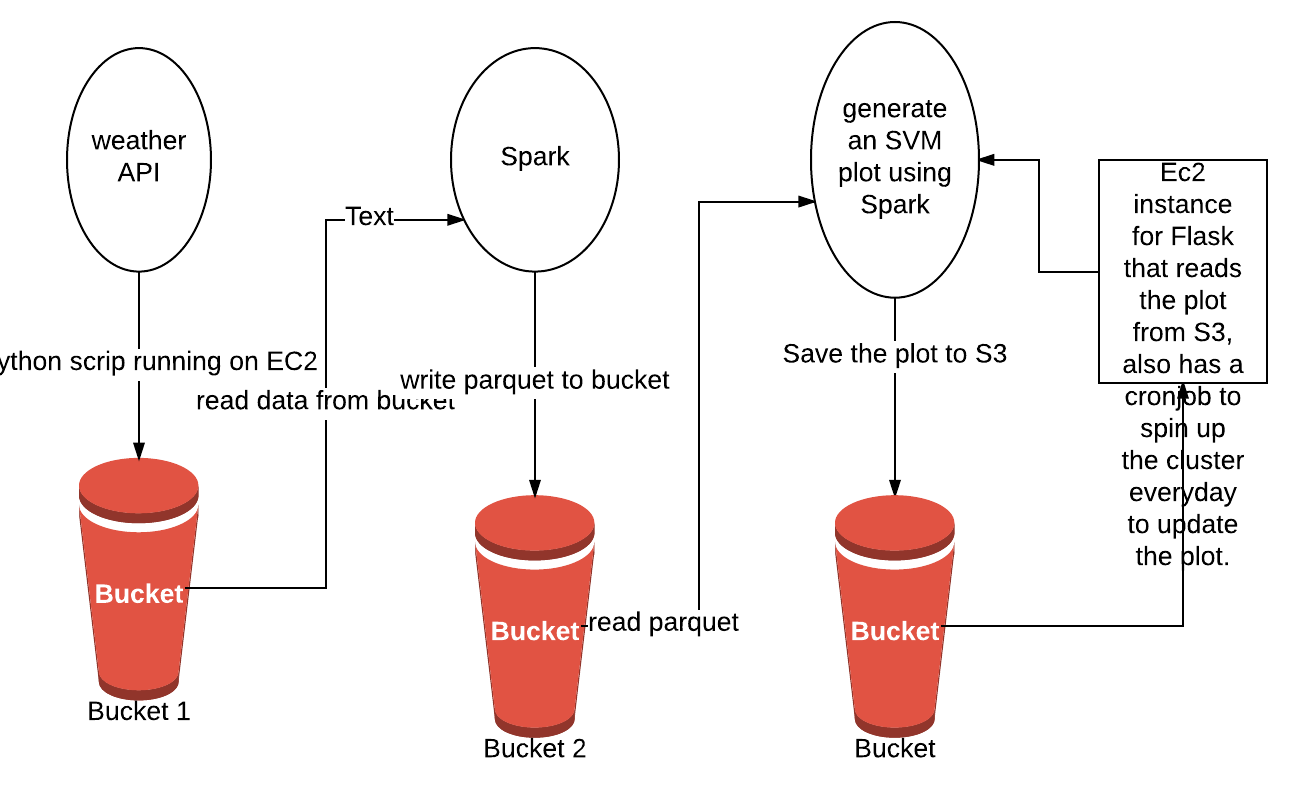 weather
API
ython scrip running on EC2
Bucket
Bucket 1
read data from bucket
Text
Spark
write parquet to bucket
Bucket
Bucket 2
read parquet
generate
an SVM
plot using
Spark
Save the plot to S3
Bucket
Bucket
Ec2
instance
for Flask
that reads
the plot
from S3,
also has a
cronjob to
spin up
the cluster
everyday
to update
the plot.